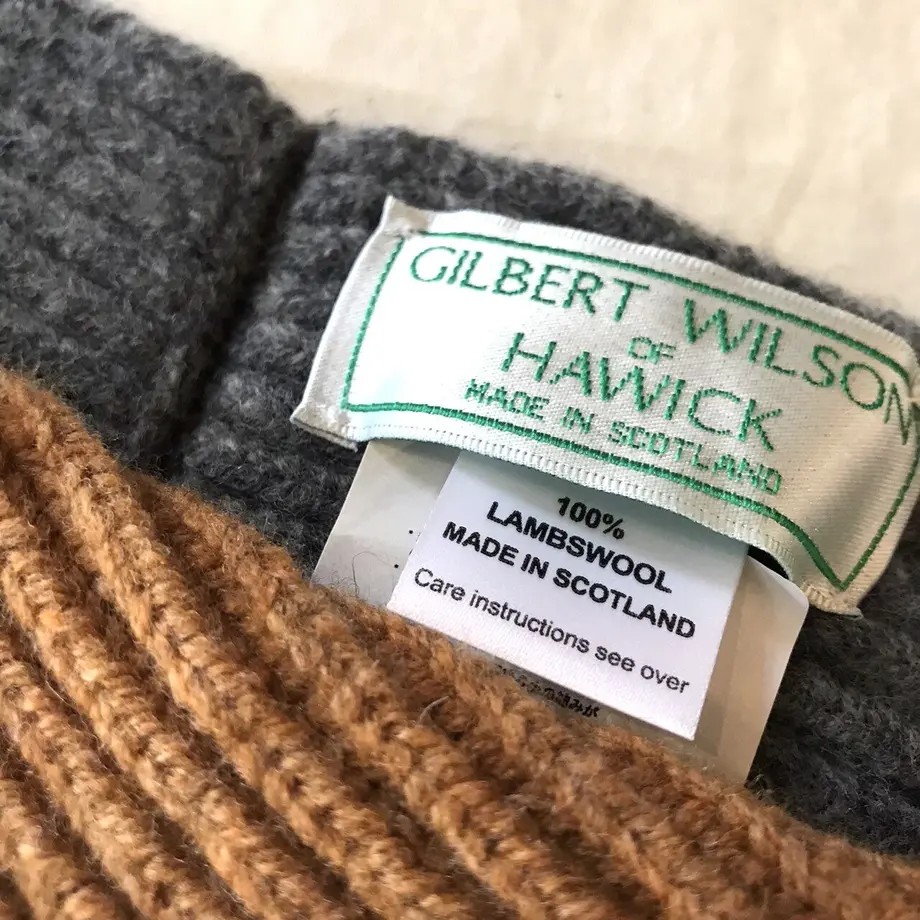 GILBERT WILSON
OF
HAWICK
MADE IN SCOTLAND
100%
LAMBSWOOL
MADE IN SCOTLAND
Care instructions see over